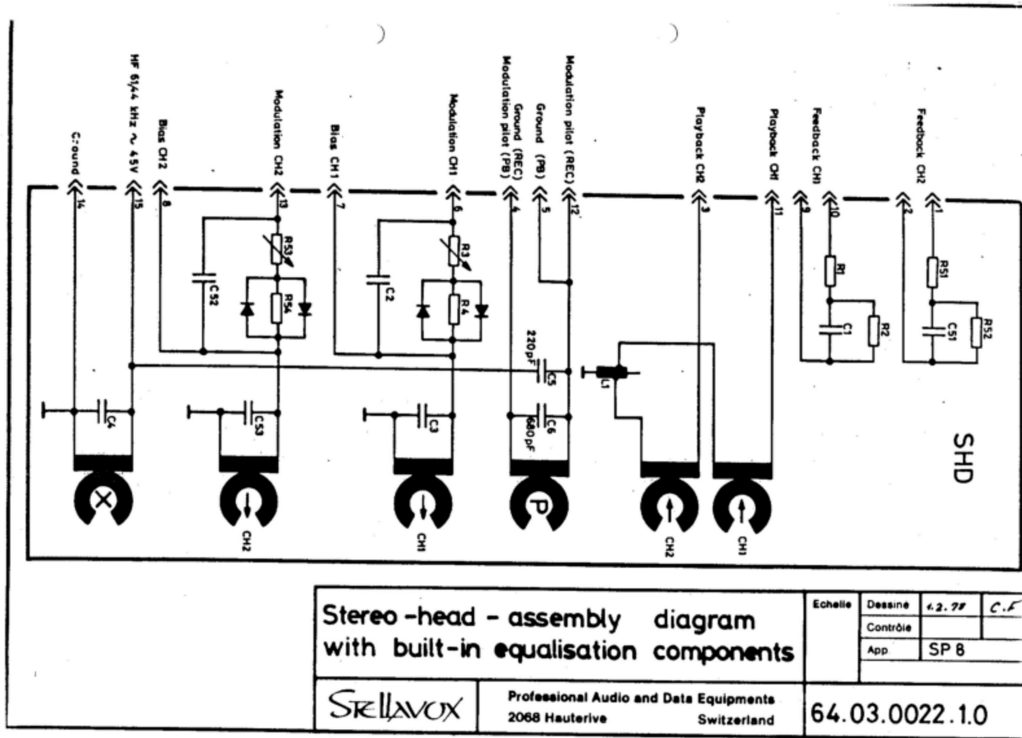 Ground
HF 61,44 kHz ~ 45V
Bias CH2
Modulation CH2
Bias CH1
Modulation CH1
Modulation pilot (PB)
Ground (REC)
Ground (PB)
Modulation pilot (REC)
Playback CH2
Playback CH1
Feedback CH1
Feedback CH2
14
15
8
13
7
6
4
5
12
3
11
9
10
2
1
R53
R54
C52
R3
R4
C2
R1
R2
C1
R51
R52
C51
220pF
C5
L1
C4
C53
C3
C6
680pF
SHD
X
P
CH2
CH1
CH2
CH1
Stereo-head-assembly diagram
with built-in equalisation components
Echelle
Dessine
C.F
Contrôle
App
SP 8
STELLAVOX
Professional Audio and Data Equipments
2068 Hauterive Switzerland
64.03.0022.1.0